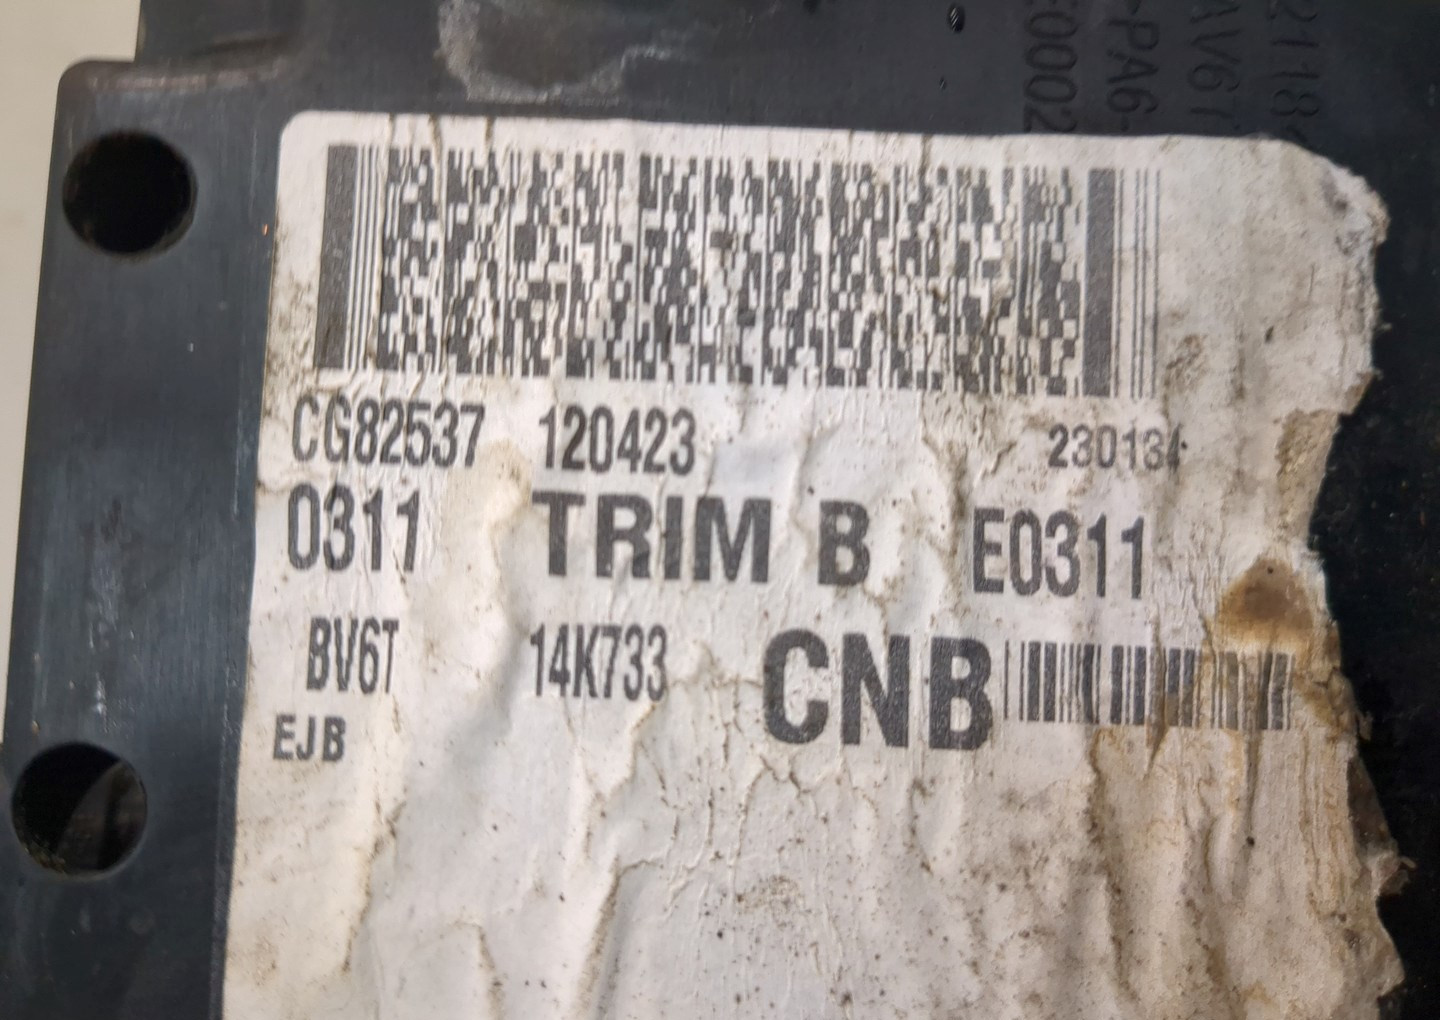 CG82537 120423 230134
0311 TRIM B E0311
BV6T 14K733 CNB
EJB